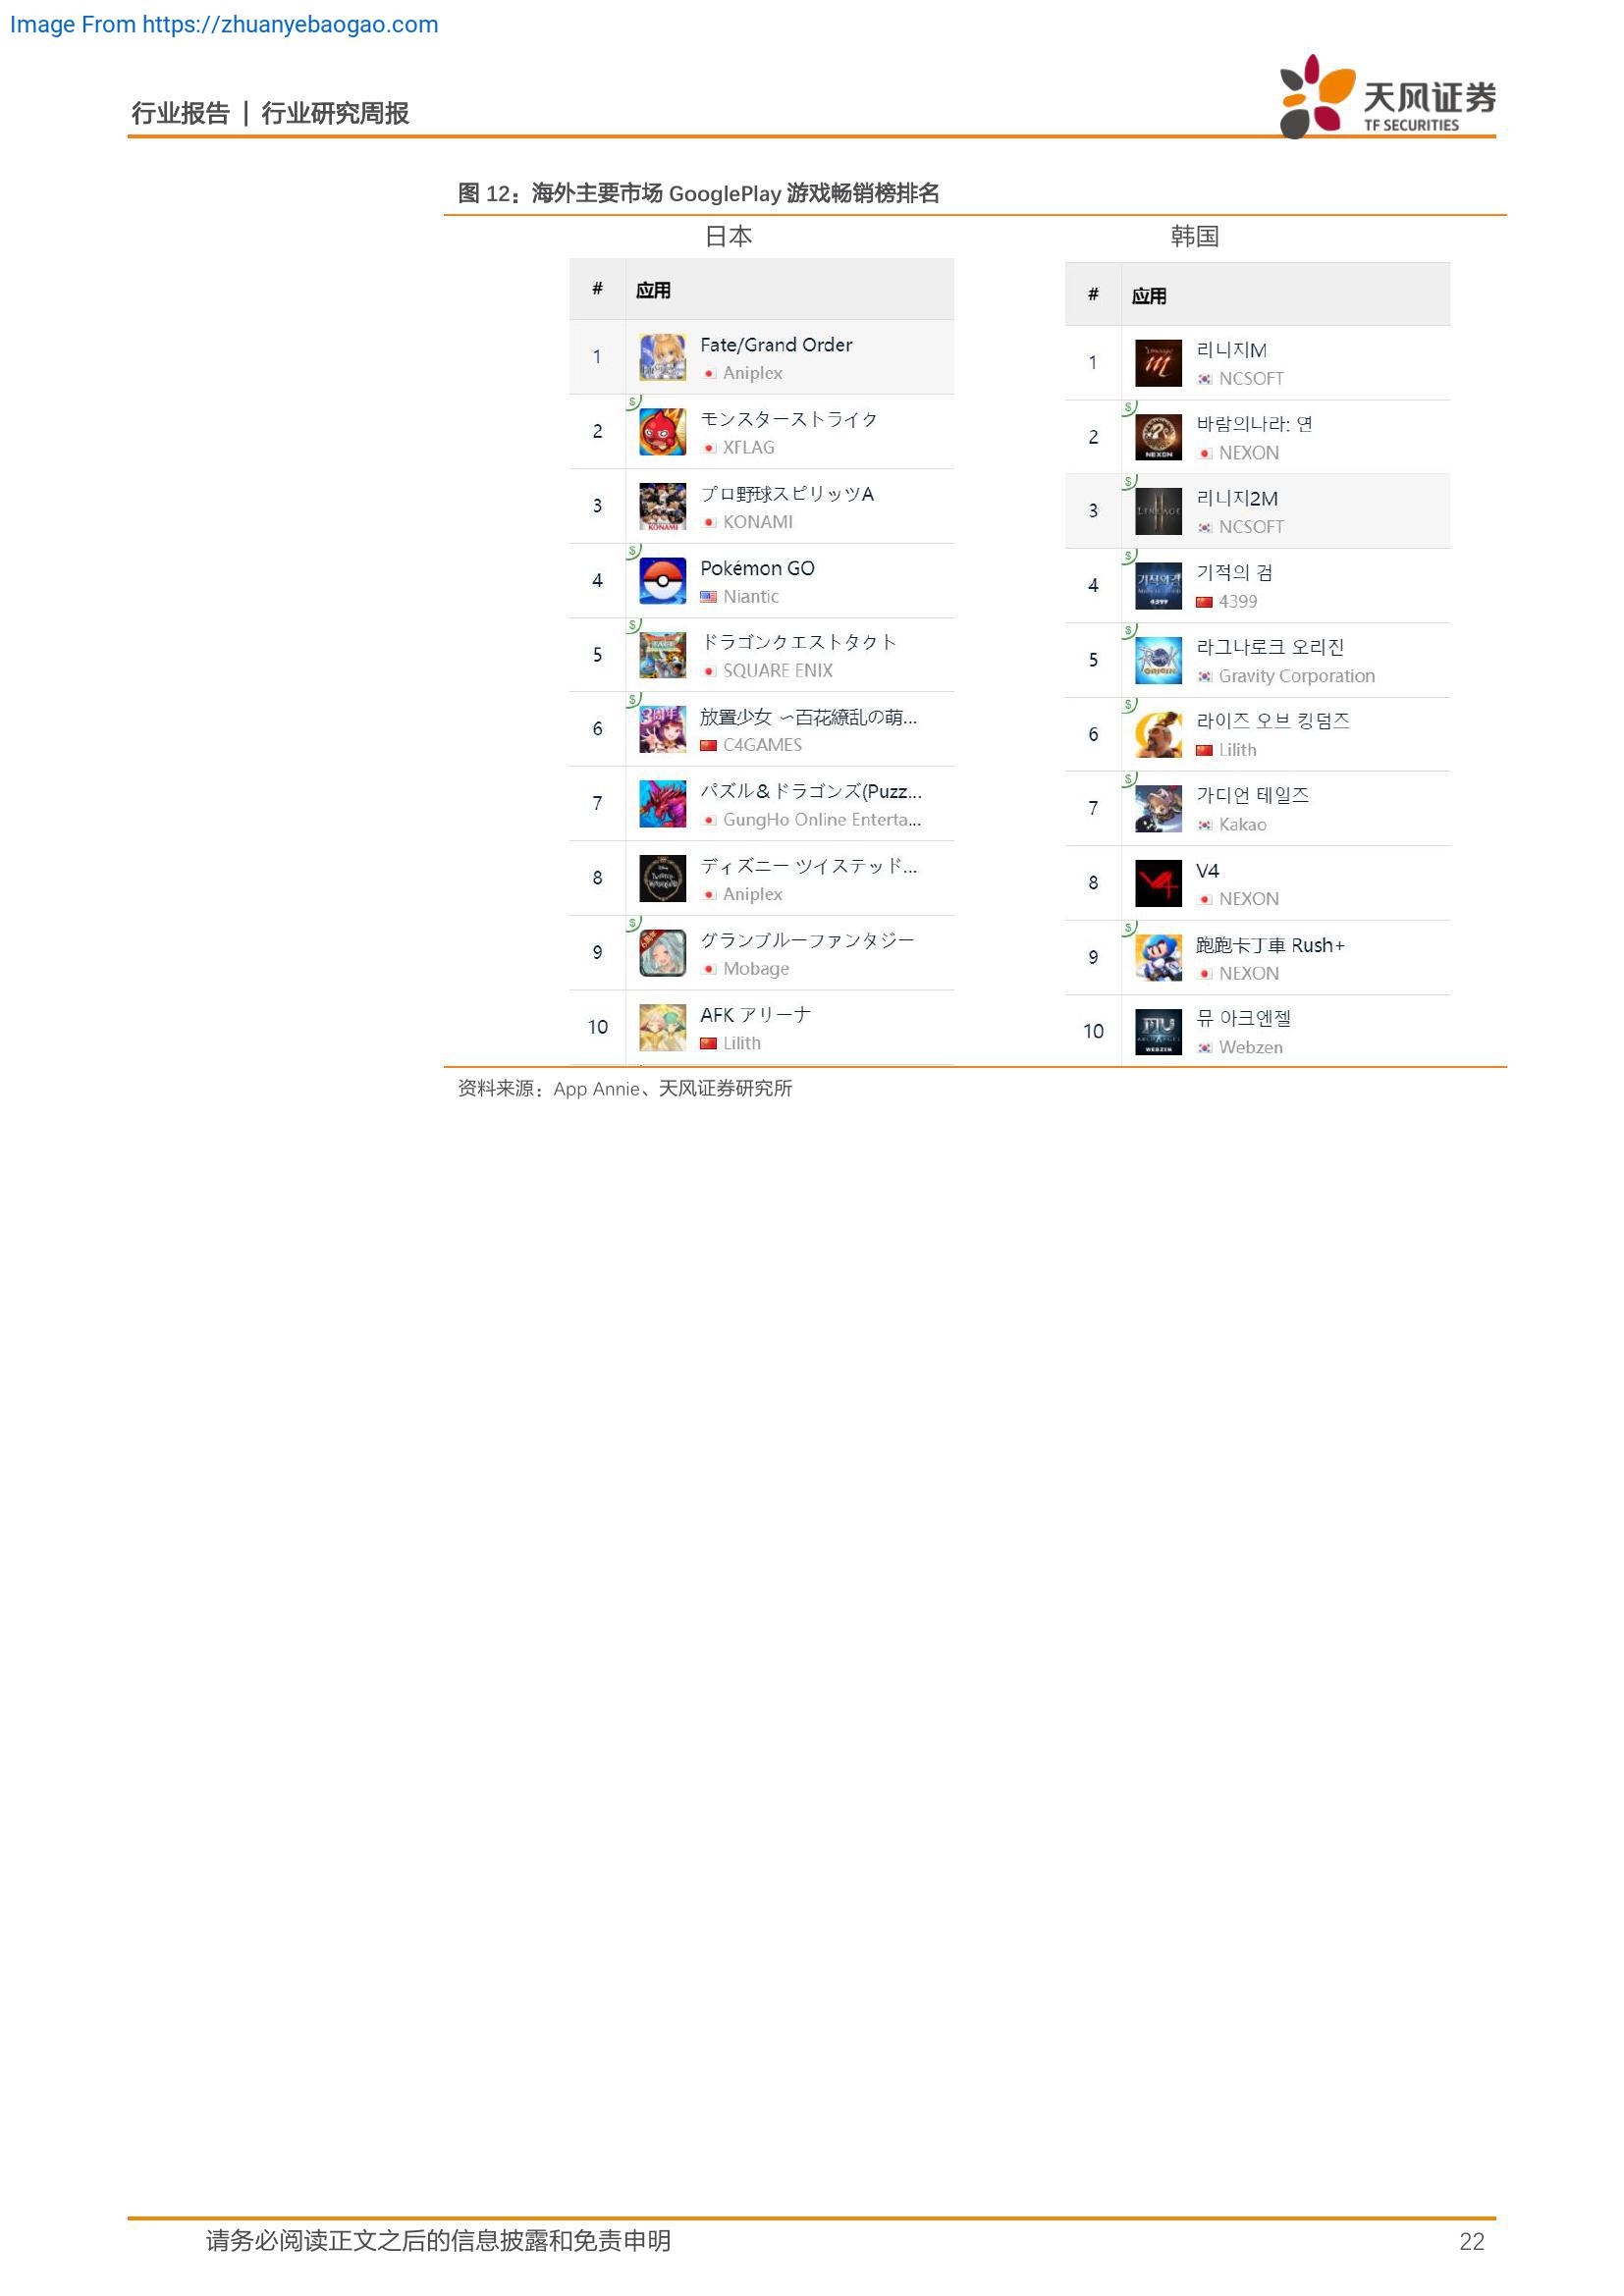 Image From https://zhuanyebaogao.com
行业报告 | 行业研究周报
天风证券
TF SECURITIES
图 12：海外主要市场 GooglePlay 游戏畅销榜排名
日本
# 应用
1 Fate/Grand Order
Aniplex
2 モンスターストライク
XFLAG
3 プロ野球スピリッツA
KONAMI
4 Pokémon GO
Niantic
5 ドラゴンクエストタクト
SQUARE ENIX
6 放置少女 ～百花繚乱の萌...
C4GAMES
7 パズル＆ドラゴンズ(Puzz...
GungHo Online Enterta...
8 ディズニー ツイステッド...
Aniplex
9 グランブルーファンタジー
Mobage
10 AFK アリーナ
Lilith
韩国
# 应用
1 리니지M
NCSOFT
2 바람의나라: 연
NEXON
3 리니지2M
NCSOFT
4 기적의 검
4399
5 라그나로크 오리진
Gravity Corporation
6 라이즈 오브 킹덤즈
Lilith
7 가디언 테일즈
Kakao
8 V4
NEXON
9 跑跑卡丁車 Rush+
NEXON
10 뮤 아크엔젤
Webzen
资料来源：App Annie、天风证券研究所
请务必阅读正文之后的信息披露和免责申明
22